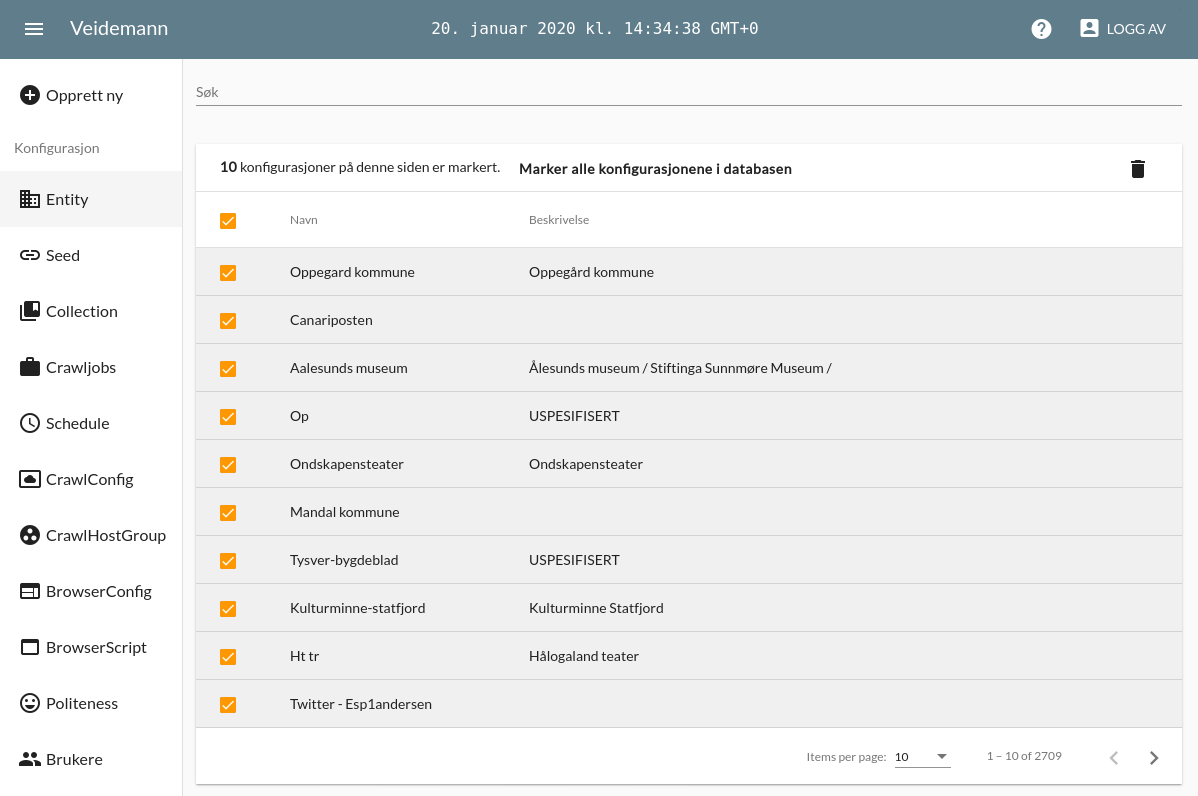 Veidemann
20. januar 2020 kl. 14:34:38 GMT+0
LOGG AV
Opprett ny
Konfigurasjon
Entity
Seed
Collection
Crawljobs
Schedule
CrawlConfig
CrawlHostGroup
BrowserConfig
BrowserScript
Politeness
Brukere
Søk
10 konfigurasjoner på denne siden er markert. Marker alle konfigurasjonene i databasen
Navn Beskrivelse
Oppegard kommune Oppegård kommune
Canariposten
Aalesunds museum Ålesunds museum / Stiftinga Sunnmøre Museum /
Op USPESIFISERT
Ondskapensteater Ondskapensteater
Mandal kommune
Tysver-bygdeblad USPESIFISERT
Kulturminne-statfjord Kulturminne Statfjord
Ht tr Hålogaland teater
Twitter - Esp1andersen
Items per page: 10 1 – 10 of 2709